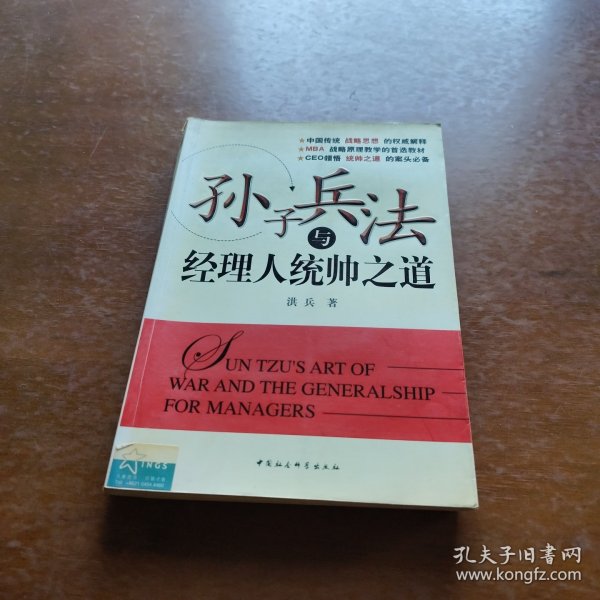 ★中国传统 战略思想 的权威解释
★MBA 战略原理教学的首选教材
★CEO领悟 统帅之道 的案头必备
孙子兵法
与
经理人统帅之道
洪兵 著
SUN TZU'S ART OF
WAR AND THE GENERALSHIP
FOR MANAGERS
中国社会科学出版社
INGS
孔夫子旧书网
www.kongfz.com